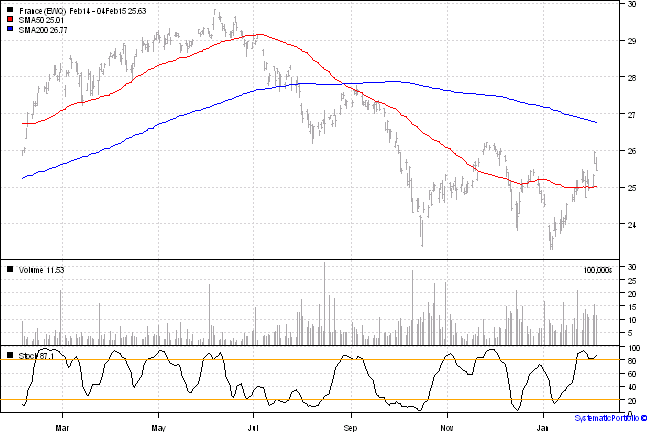 France (EWQ) Feb14 - 04Feb15 25.63
SMA50 25.01
SMA200 26.77
30
29
28
27
26
25
24
Volume 11.53
100,000s
30
25
20
15
10
5
Stoch 87.1
100
80
60
40
20
0
Mar May Jul Sep Nov Jan
SystematicPortfolio ©